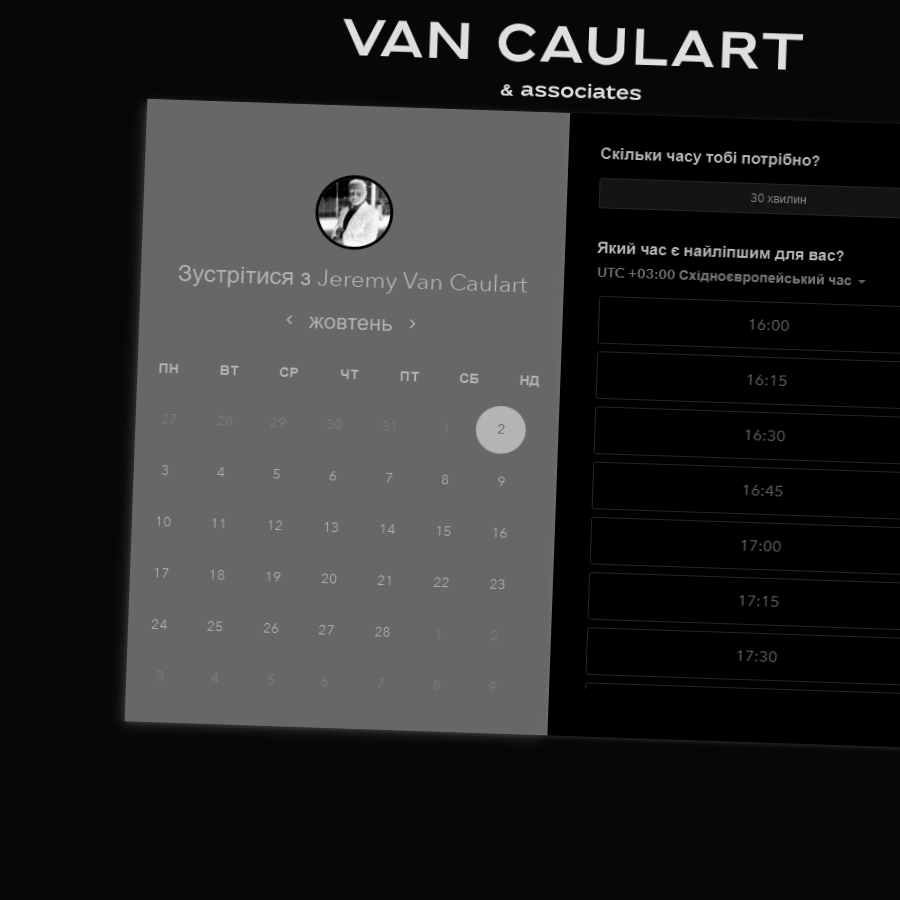 VAN CAULART
& associates
Зустрітися з Jeremy Van Caulart
< жовтень >
ПН ВТ СР ЧТ ПТ СБ НД
27 28 29 30 31 1 2
3 4 5 6 7 8 9
10 11 12 13 14 15 16
17 18 19 20 21 22 23
24 25 26 27 28 1 2
3 4 5 6 7 8 9
Скільки часу тобі потрібно?
30 хвилин
Який час є найліпшим для вас?
UTC +03:00 Східноєвропейський час
16:00
16:15
16:30
16:45
17:00
17:15
17:30